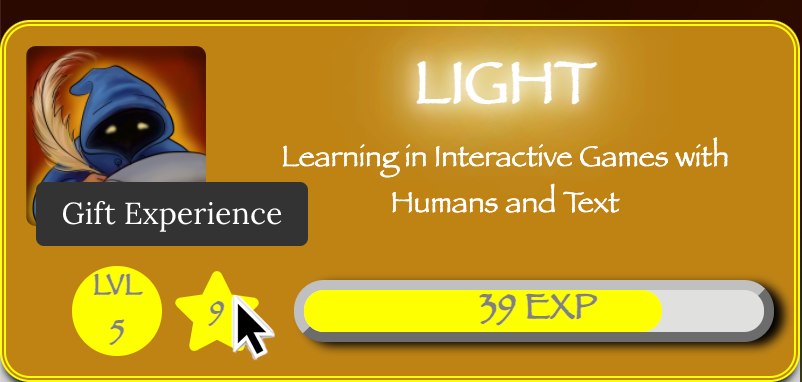 LIGHT
Learning in Interactive Games with
Humans and Text
Gift Experience
LVL
5
9
39 EXP